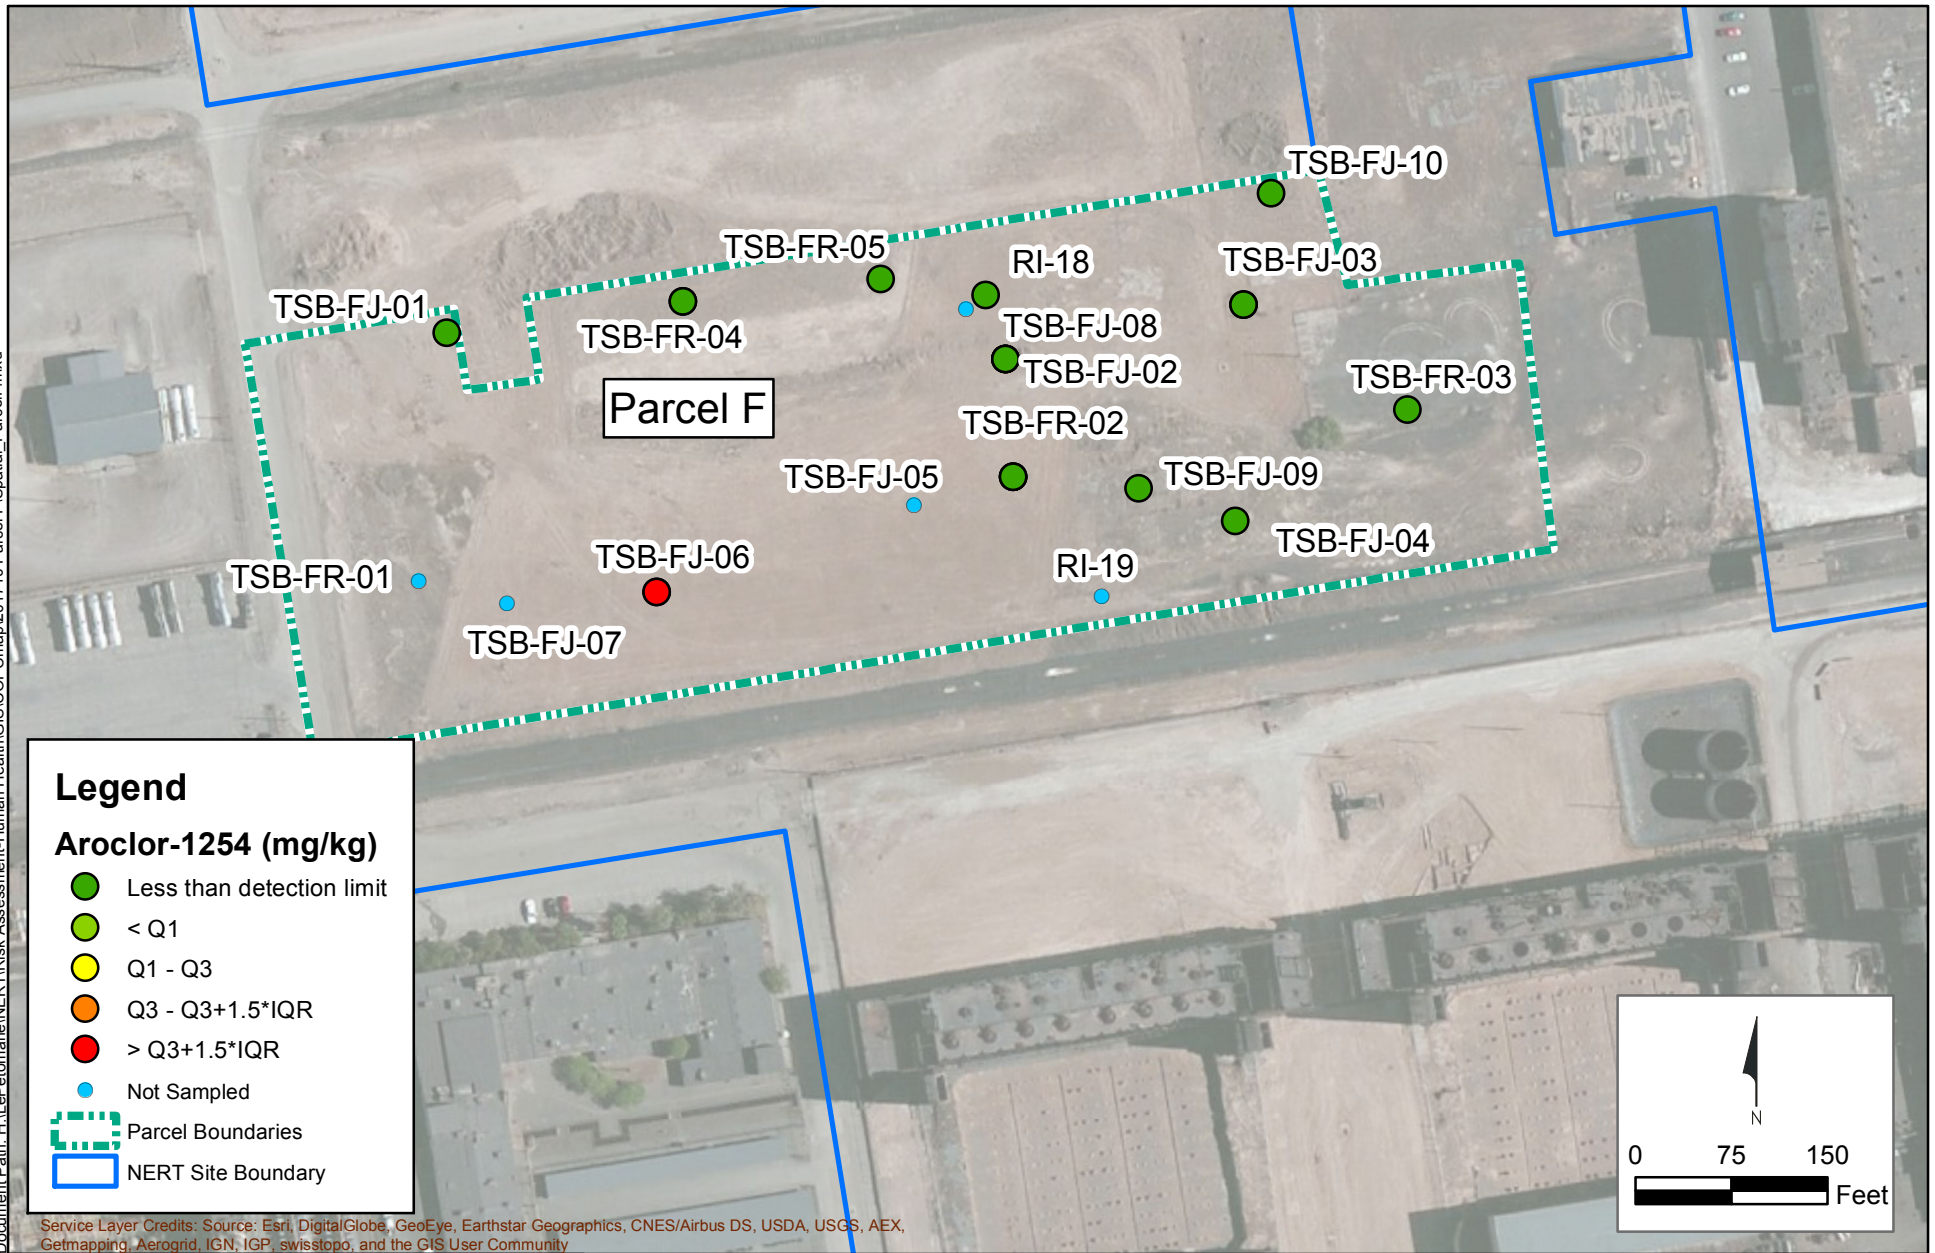 TSB-FJ-10
TSB-FR-05
RI-18
TSB-FJ-03
TSB-FJ-01
TSB-FR-04
TSB-FJ-08
TSB-FJ-02
TSB-FR-03
Parcel F
TSB-FR-02
TSB-FJ-05
TSB-FJ-09
TSB-FJ-04
TSB-FJ-06
RI-19
TSB-FR-01
TSB-FJ-07
Legend
Aroclor-1254 (mg/kg)
Less than detection limit
< Q1
Q1 - Q3
Q3 - Q3+1.5*IQR
> Q3+1.5*IQR
Not Sampled
Parcel Boundaries
NERT Site Boundary
N
0 75 150
Feet
Service Layer Credits: Source: Esri, DigitalGlobe, GeoEye, Earthstar Geographics, CNES/Airbus DS, USDA, USGS, AEX,
Getmapping, Aerogrid, IGN, IGP, swisstopo, and the GIS User Community